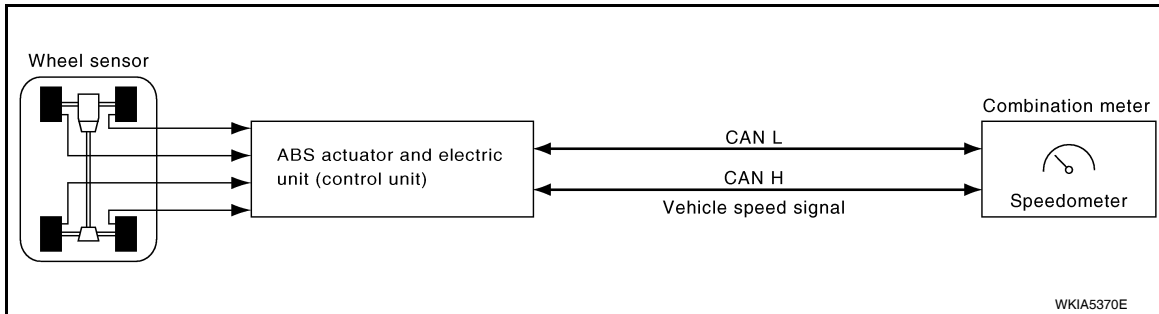 Wheel sensor
ABS actuator and electric
unit (control unit)
CAN L
CAN H
Vehicle speed signal
Combination meter
Speedometer
WKIA5370E